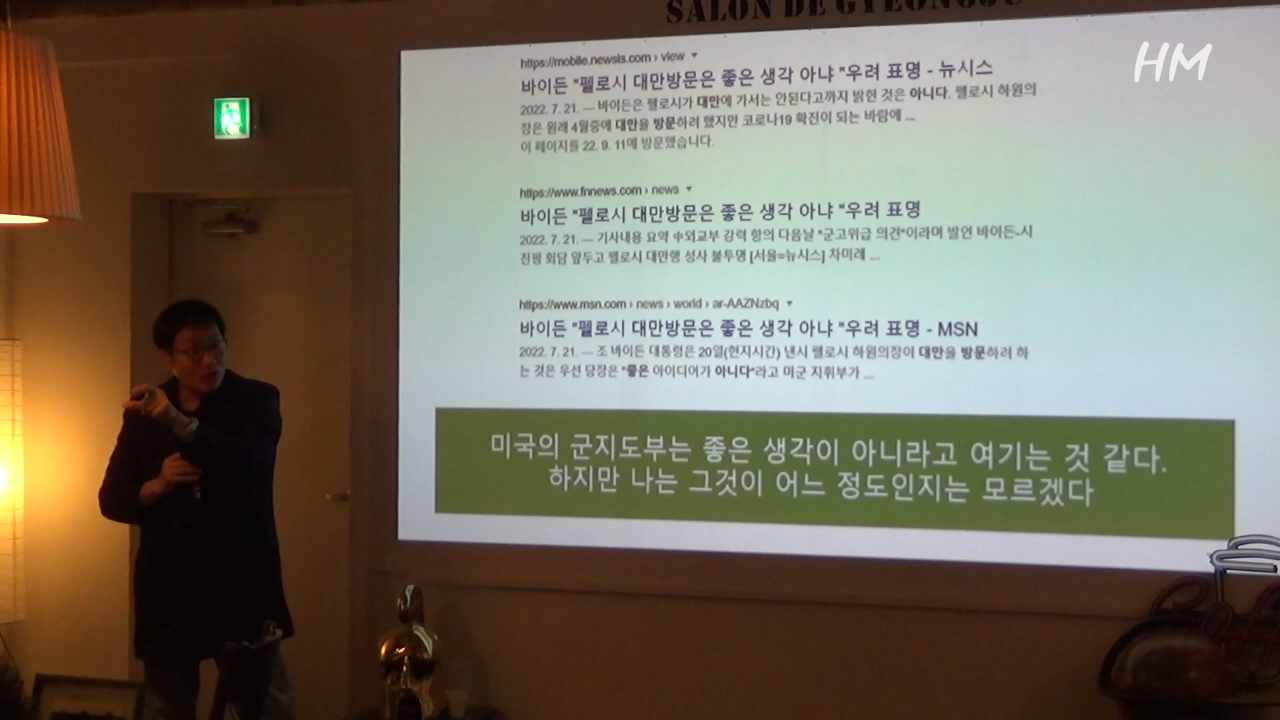 SALON DE GYEONGJU
HM
https://mobile.newsis.com › view
바이든 "펠로시 대만방문은 좋은 생각 아냐 "우려 표명 - 뉴시스
2022. 7. 21. — 바이든은 펠로시가 대만에 가서는 안된다고까지 밝힌 것은 아니다. 펠로시 하원의
장은 원래 4월중에 대만을 방문하려 했지만 코로나19 확진이 되는 바람에 ...
이 페이지를 22. 9. 11에 방문했습니다.
https://www.fnnews.com › news
바이든 "펠로시 대만방문은 좋은 생각 아냐 "우려 표명
2022. 7. 21. — 기사내용 요약 中외교부 강력 항의 다음날 "군고위급 의견"이라며 발언 바이든-시
진핑 회담 앞두고 펠로시 대만행 성사 불투명 [서울=뉴시스] 차미례 ...
https://www.msn.com › news › world › ar-AAZNzbq
바이든 "펠로시 대만방문은 좋은 생각 아냐 "우려 표명 - MSN
2022. 7. 21. — 조 바이든 대통령은 20일(현지시간) 낸시 펠로시 하원의장이 대만을 방문하려 하
는 것은 우선 당장은 "좋은 아이디어가 아니다"라고 미군 지휘부가 ...
미국의 군지도부는 좋은 생각이 아니라고 여기는 것 같다.
하지만 나는 그것이 어느 정도인지는 모르겠다